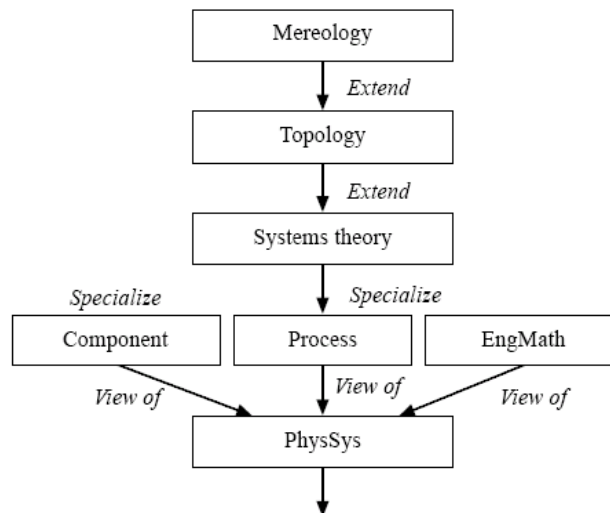 Mereology
Extend
Topology
Extend
Systems theory
Specialize
Specialize
Component
Process
EngMath
View of
View of
View of
PhysSys